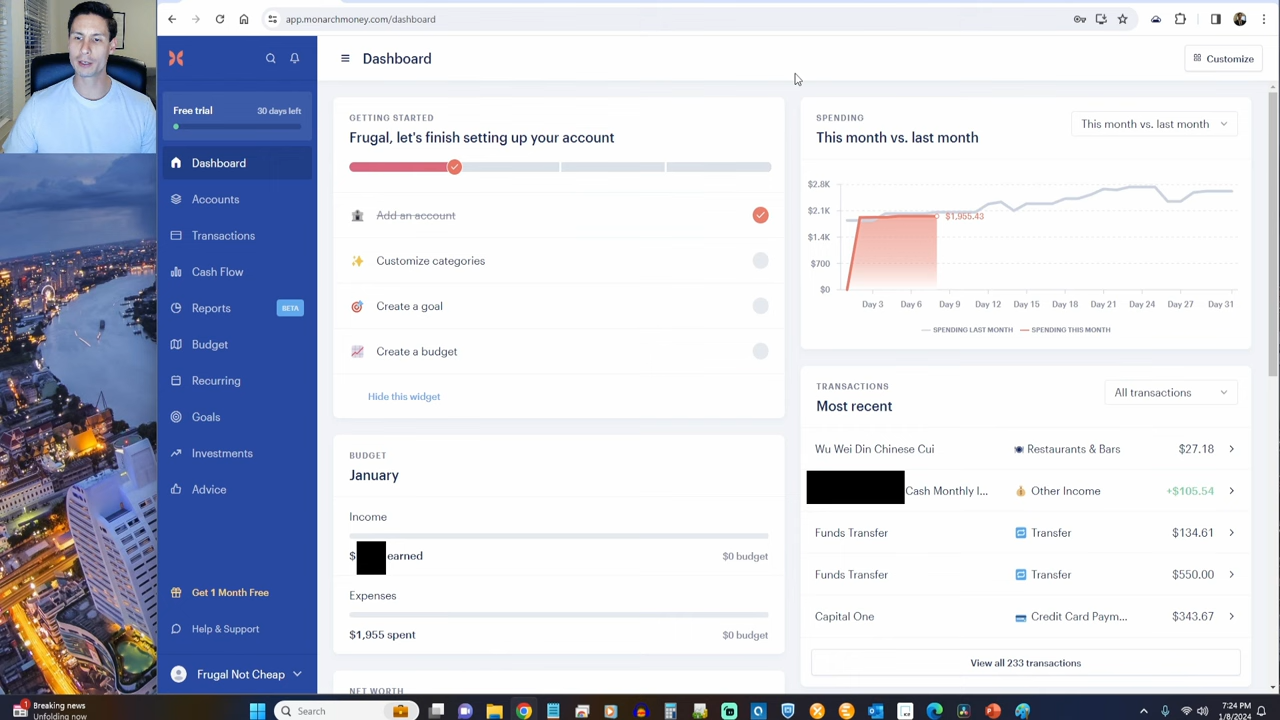 app.monarchmoney.com/dashboard
Free trial
30 days left
Dashboard
Accounts
Transactions
Cash Flow
Reports
BETA
Budget
Recurring
Goals
Investments
Advice
Get 1 Month Free
Help & Support
Frugal Not Cheap
Dashboard
Customize
GETTING STARTED
Frugal, let's finish setting up your account
Add an account
Customize categories
Create a goal
Create a budget
Hide this widget
BUDGET
January
Income
$ earned
$0 budget
Expenses
$1,955 spent
$0 budget
NET WORTH
SPENDING
This month vs. last month
This month vs. last month
$2.8K
$2.1K
$1.4K
$700
$0
$1,955.43
Day 3 Day 6 Day 9 Day 12 Day 15 Day 18 Day 21 Day 24 Day 27 Day 31
SPENDING LAST MONTH SPENDING THIS MONTH
TRANSACTIONS
Most recent
All transactions
Wu Wei Din Chinese Cui Restaurants & Bars $27.18
Cash Monthly I... Other Income +$105.54
Funds Transfer Transfer $134.61
Funds Transfer Transfer $550.00
Capital One Credit Card Paym... $343.67
View all 233 transactions
1
Breaking news
Unfolding now
Search
7:24 PM
1/8/2024